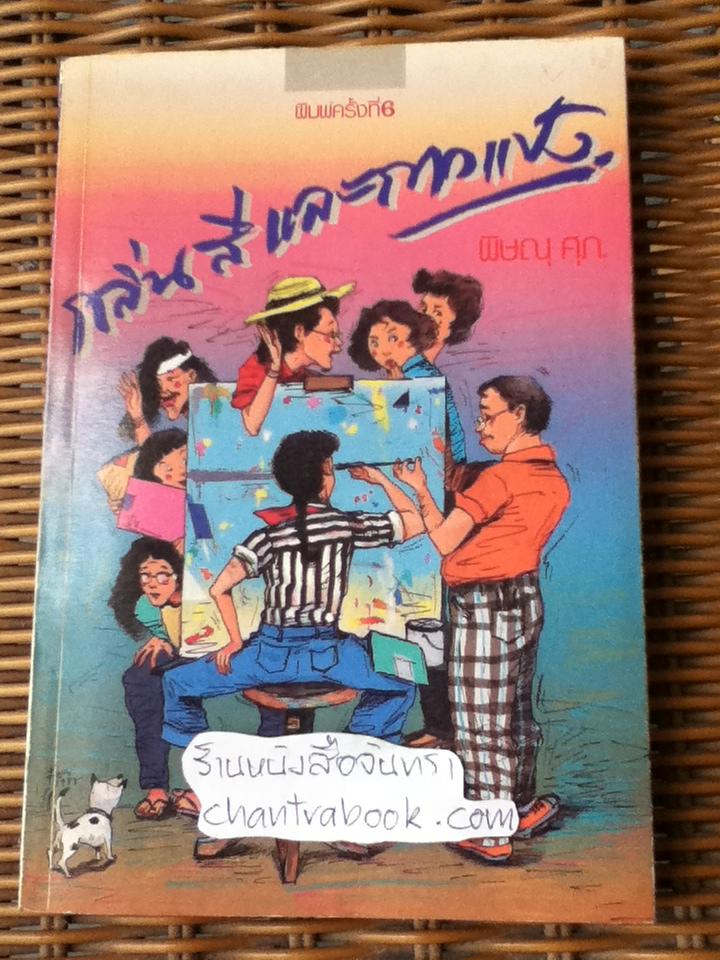 พิมพ์ครั้งที่6
กลิ่นสีและกาวแป้ง
พิษณุ ศุภ.
ร้านหนังสือจันทรา
chantrabook.com